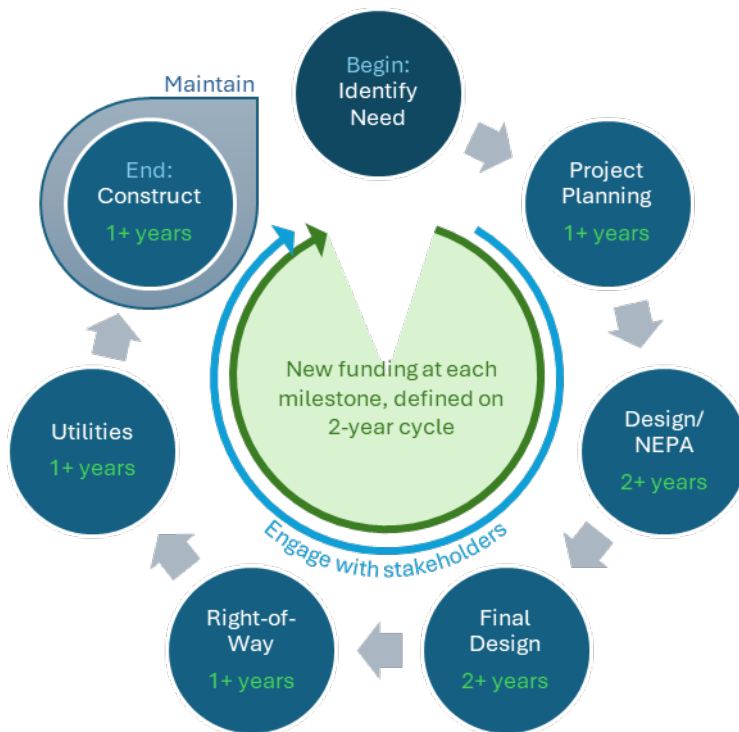 Begin:
Identify
Need
Project
Planning
1+ years
Design/
NEPA
2+ years
Final
Design
2+ years
Right-of-
Way
1+ years
Utilities
1+ years
Maintain
End:
Construct
1+ years
New funding at each
milestone, defined on
2-year cycle
Engage with stakeholders